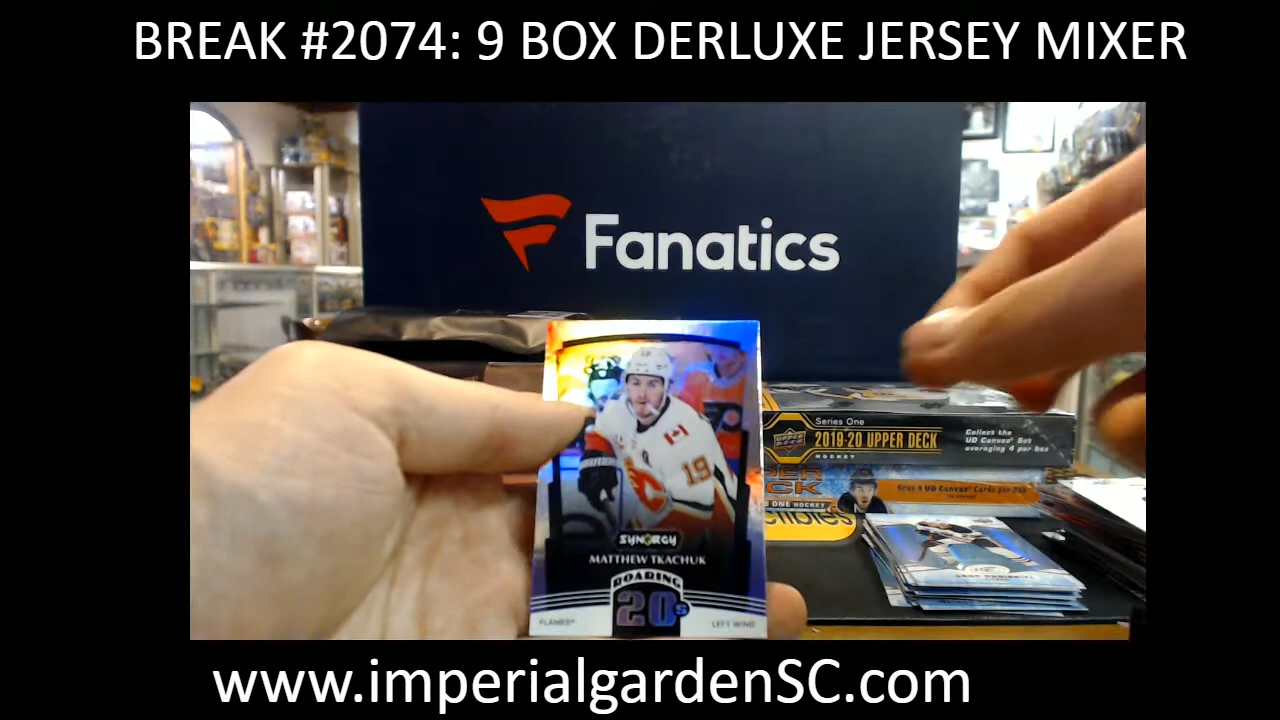 BREAK #2074: 9 BOX DERLUXE JERSEY MIXER
Fanatics
Series One
UPPER DECK
2019-20 UPPER DECK
HOCKEY
Collect the
UD Canvas® Set
averaging 4 per box
19
SYNERGY
MATTHEW TKACHUK
ROARING
20s
FLAMES®
LEFT WING
www.imperialgardenSC.com